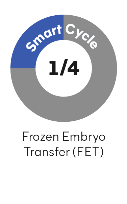 Smart Cycle
1/4
Frozen Embryo
Transfer (FET)